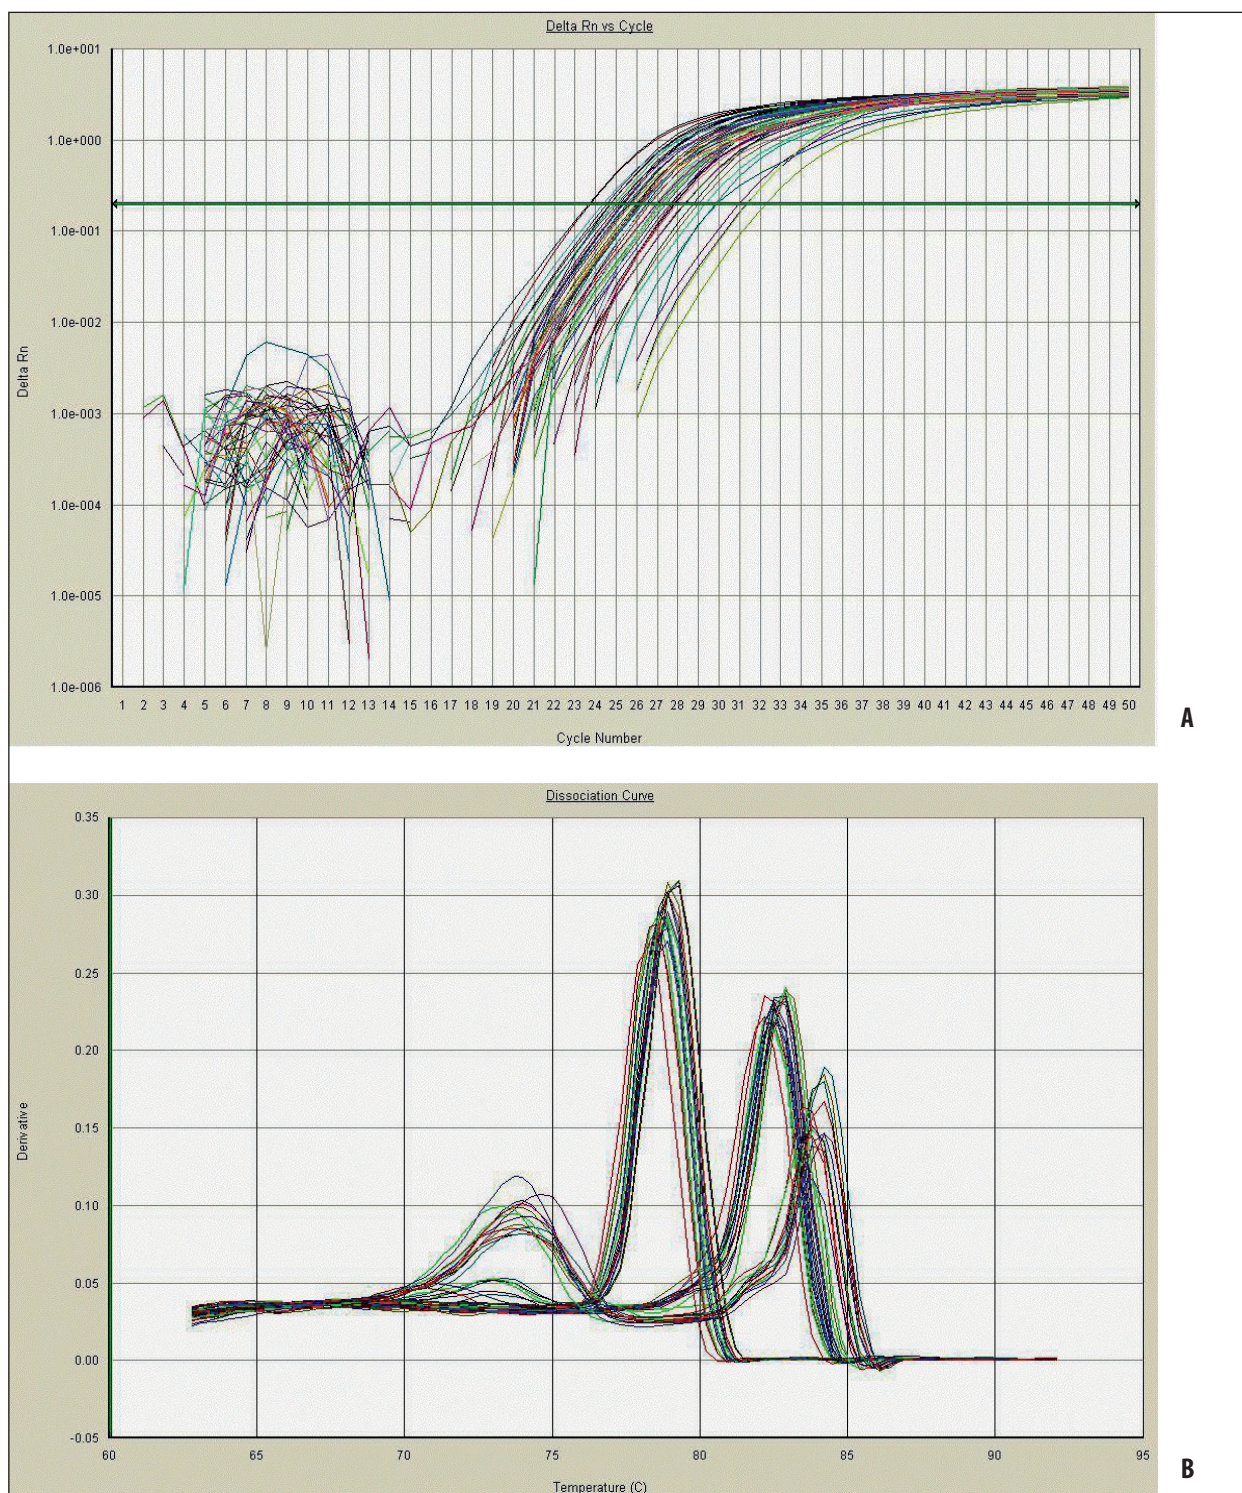 Delta Rn vs Cycle
1.0e+001
1.0e+000
1.0e-001
1.0e-002
1.0e-003
1.0e-004
1.0e-005
1.0e-006
Delta Rn
1 2 3 4 5 6 7 8 9 10 11 12 13 14 15 16 17 18 19 20 21 22 23 24 25 26 27 28 29 30 31 32 33 34 35 36 37 38 39 40 41 42 43 44 45 46 47 48 49 50
Cycle Number
A
Dissociation Curve
0.35
0.30
0.25
0.20
0.15
0.10
0.05
0.00
-0.05
Derivative
60 65 70 75 80 85 90 95
Temperature (C)
B